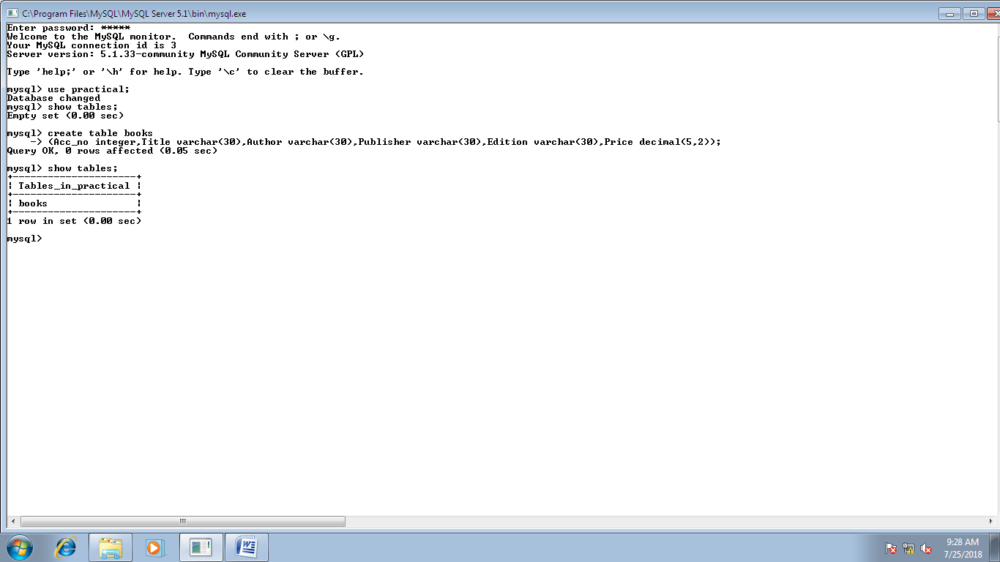 C:\Program Files\MySQL\MySQL Server 5.1\bin\mysql.exe
Enter password: *****
Welcome to the MySQL monitor.  Commands end with ; or \g.
Your MySQL connection id is 3
Server version: 5.1.33-community MySQL Community Server (GPL)
Type 'help;' or '\h' for help. Type '\c' to clear the buffer.
mysql> use practical;
Database changed
mysql> show tables;
Empty set (0.00 sec)
mysql> create table books
    -> (Acc_no integer,Title varchar(30),Author varchar(30),Publisher varchar(30),Edition varchar(30),Price decimal(5,2));
Query OK, 0 rows affected (0.05 sec)
mysql> show tables;
+---------------------+
¦ Tables_in_practical ¦
+---------------------+
¦ books               ¦
+---------------------+
1 row in set (0.00 sec)
mysql>
9:28 AM
7/25/2018